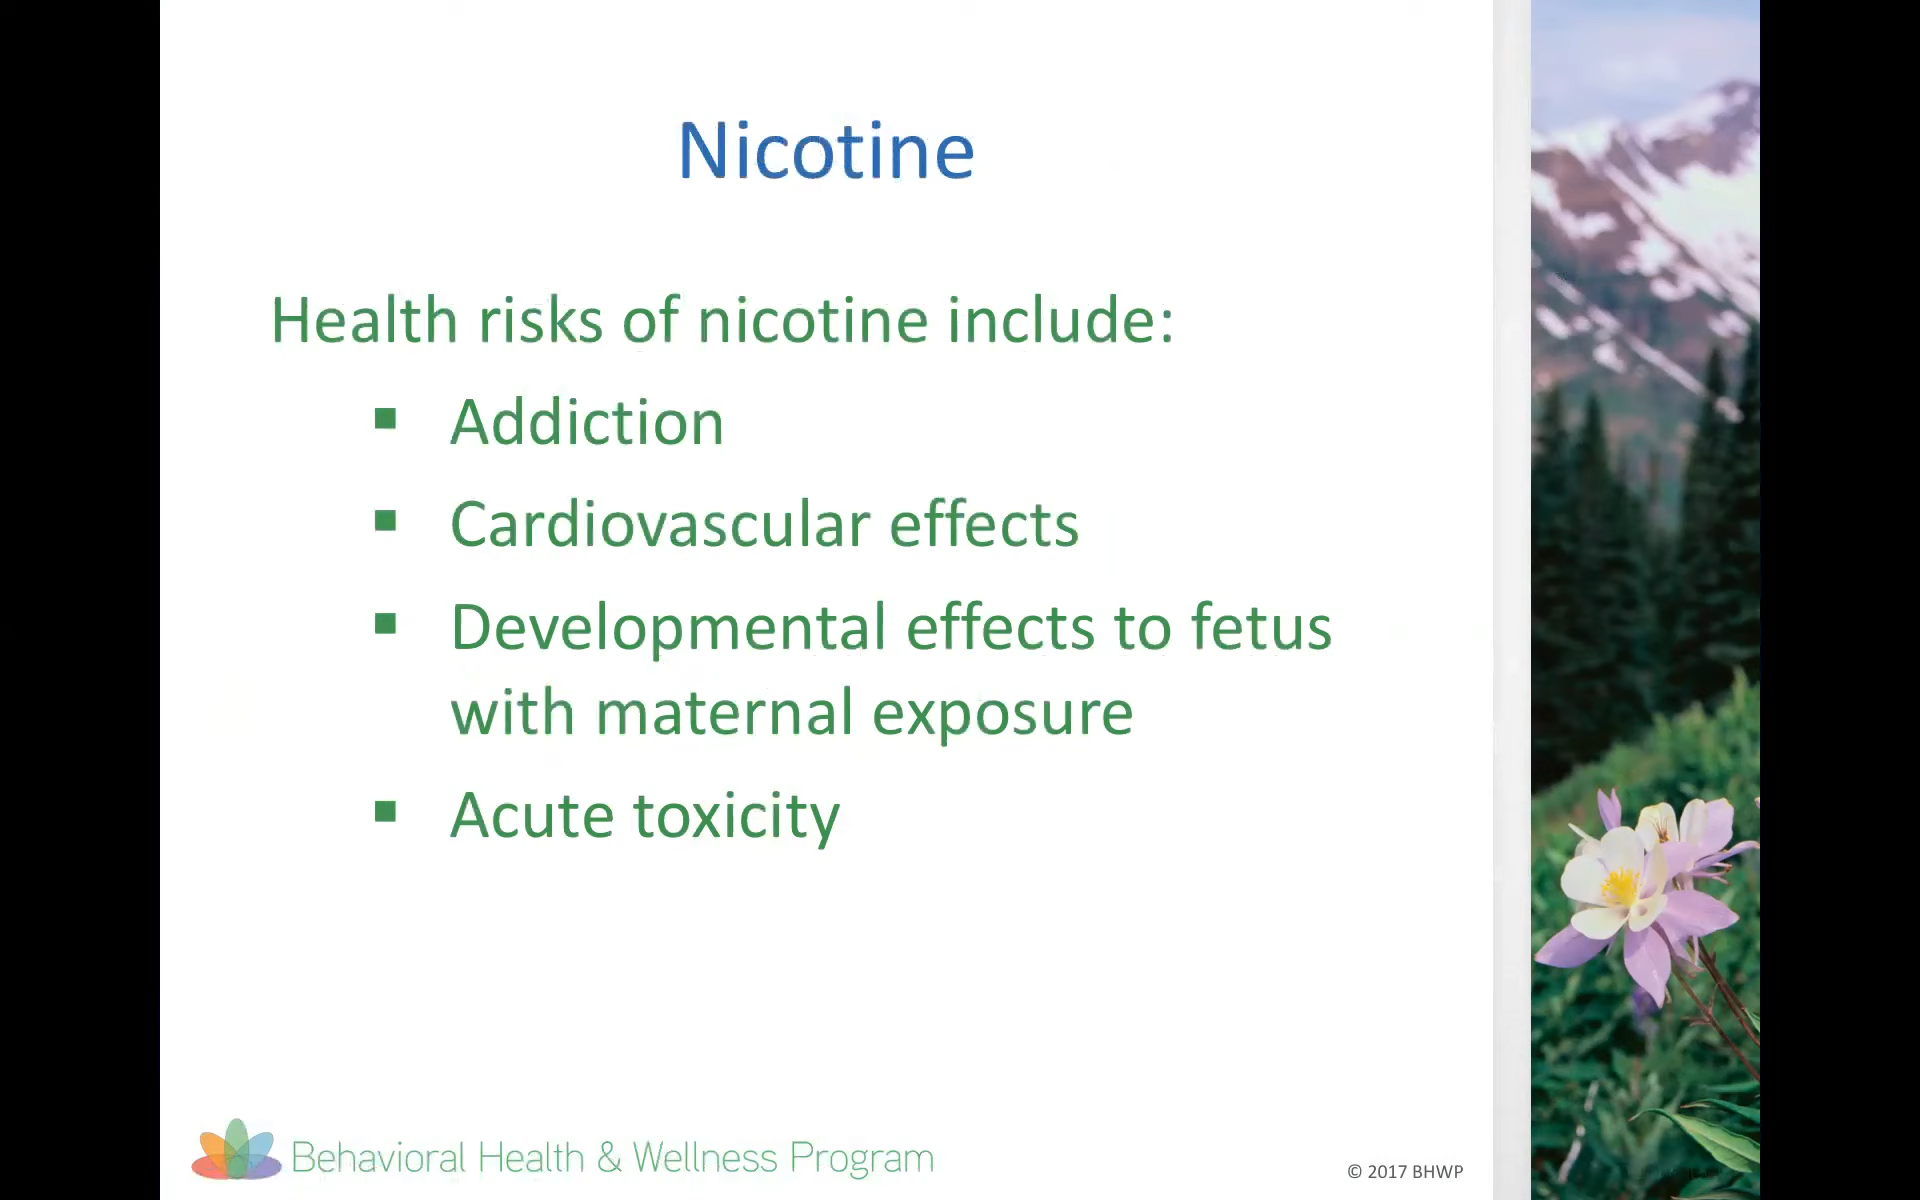 Nicotine
Health risks of nicotine include:
▪ Addiction
▪ Cardiovascular effects
▪ Developmental effects to fetus
with maternal exposure
▪ Acute toxicity
Behavioral Health & Wellness Program
© 2017 BHWP